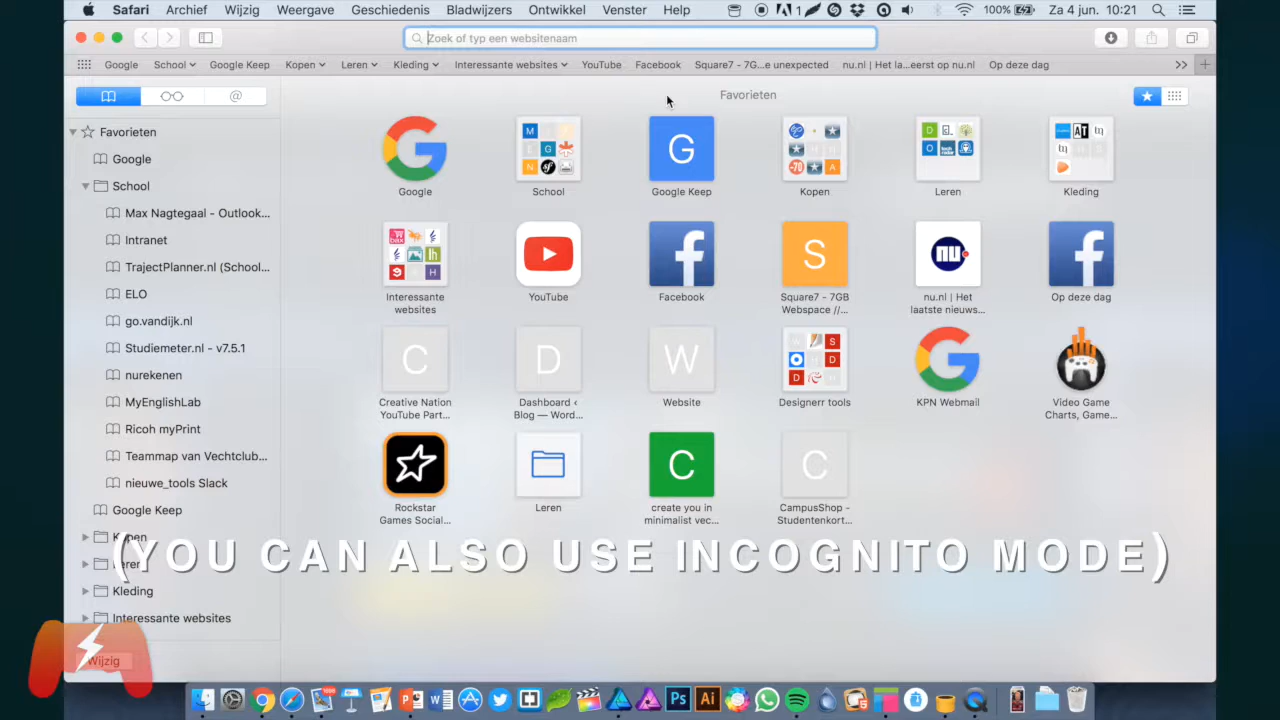 Safari Archief Wijzig Weergave Geschiedenis Bladwijzers Ontwikkel Venster Help 1 100% Za 4 jun. 10:21
Zoek of typ een websitenaam
Google School Google Keep Kopen Leren Kleding Interessante websites YouTube Facebook Square7 - 7G...e unexpected nu.nl | Het la...eerst op nu.nl Op deze dag >> +
@
Favorieten
Favorieten
Google
School
Max Nagtegaal - Outlook...
Intranet
TrajectPlanner.nl (School...
ELO
go.vandijk.nl
Studiemeter.nl - v7.5.1
nurekenen
MyEnglishLab
Ricoh myPrint
Teammap van Vechtclub...
nieuwe_tools Slack
Google Keep
Kopen
Leren
Kleding
Interessante websites
Wijzig
G
Google School Google Keep Kopen Leren Kleding
S nu
Interessante
websites
YouTube
Facebook
Square7 - 7GB
Webspace //...
nu.nl | Het
laatste nieuws...
Op deze dag
C D W
Creative Nation
YouTube Part...
Dashboard ‹
Blog — Word...
Website
Designerr tools
KPN Webmail
Video Game
Charts, Game...
C C
Rockstar
Games Social...
Leren
create you in
minimalist vec...
CampusShop -
Studentenkort...
(YOU CAN ALSO USE INCOGNITO MODE)
Ps Ai